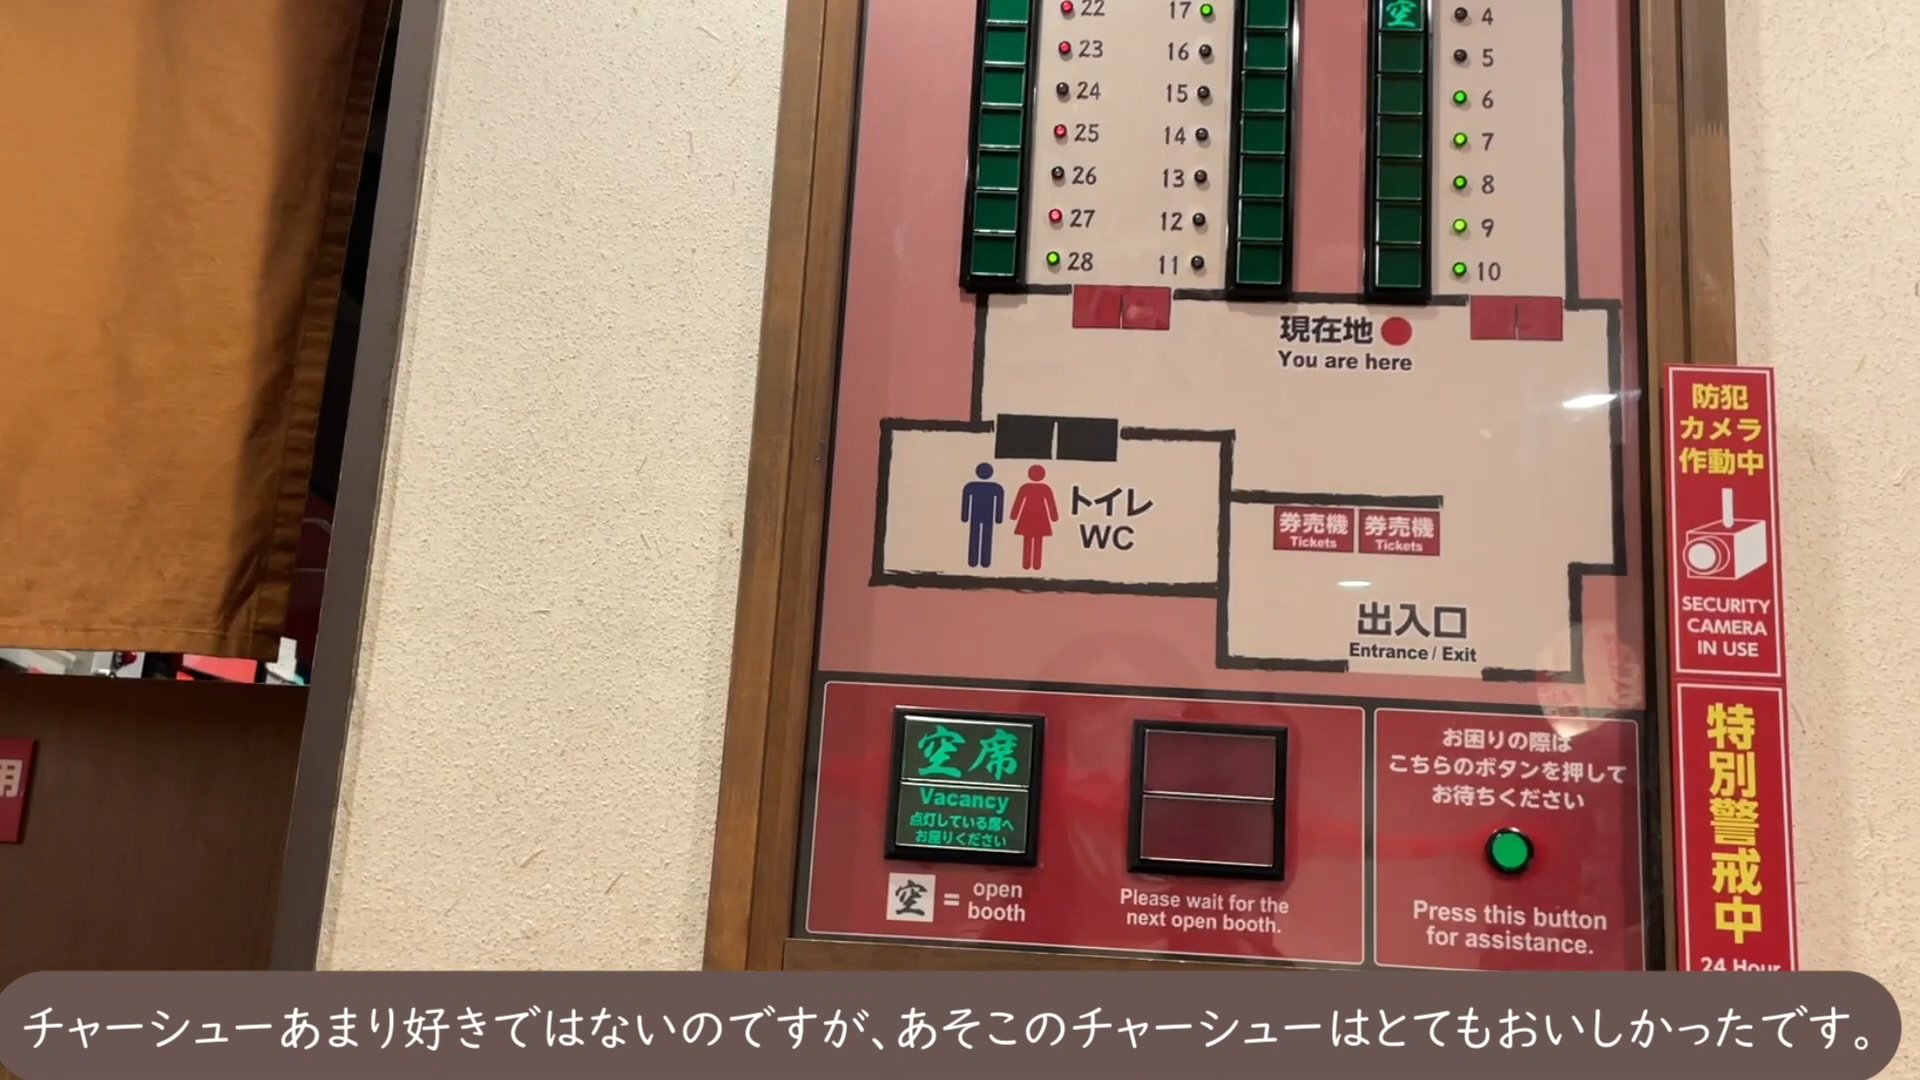 22
23
24
25
26
27
28
17
16
15
14
13
12
11
空
4
5
6
7
8
9
10
現在地
You are here
トイレ
WC
券売機
Tickets
券売機
Tickets
出入口
Entrance / Exit
空席
Vacancy
点灯している席へ
お座りください
空 = open
booth
Please wait for the
next open booth.
お困りの際は
こちらのボタンを押して
お待ちください
Press this button
for assistance.
防犯
カメラ
作動中
SECURITY
CAMERA
IN USE
特別警戒中
24 Hour
用
チャーシューあまり好きではないのですが、あそこのチャーシューはとてもおいしかったです。